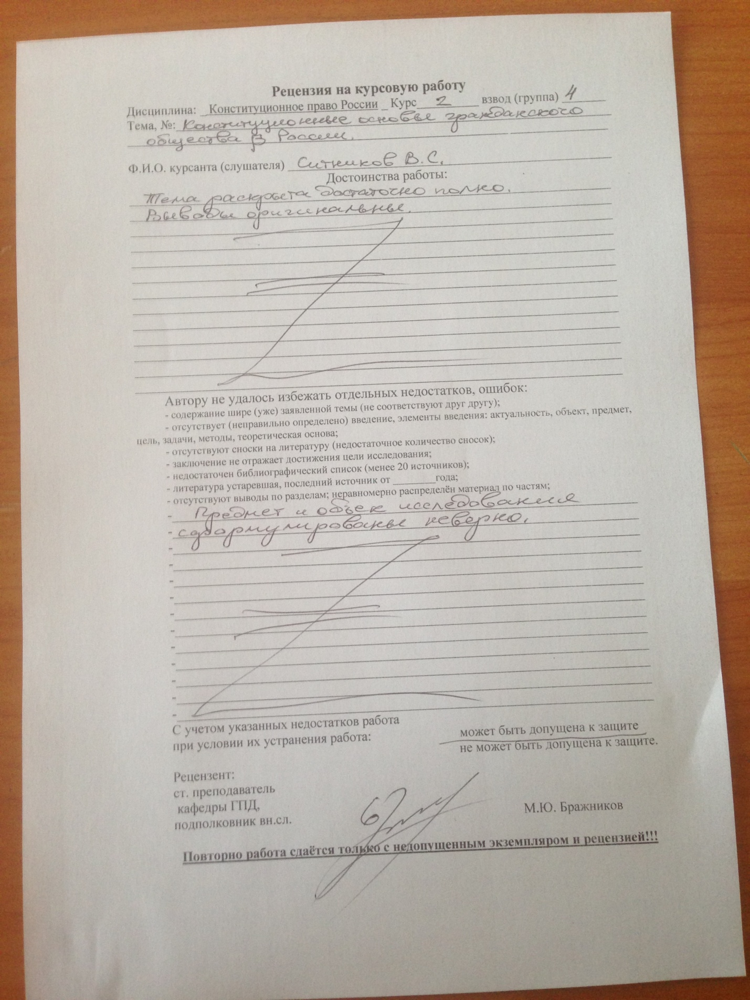 Рецензия на курсовую работу
Дисциплина: _Конституционное право России _ Курс 2 взвод (группа) 4
Тема, №: Конституционные основы гражданского
общества в России.
Ф.И.О. курсанта (слушателя) Ситников В.С.
Достоинства работы:
Тема раскрыта достаточно полно.
Выводы оригинальны.
Автору не удалось избежать отдельных недостатков, ошибок:
- содержание шире (уже) заявленной темы (не соответствуют друг другу);
- отсутствует (неправильно определено) введение, элементы введения: актуальность, объект, предмет,
цель, задачи, методы, теоретическая основа;
- отсутствуют сноски на литературу (недостаточное количество сносок);
- заключение не отражает достижения цели исследования;
- недостаточен библиографический список (менее 20 источников);
- литература устаревшая, последний источник от ________года;
- отсутствуют выводы по разделам; неравномерно распределён материал по частям;
- Предмет и объек исследования
- сформулированы неверно.
-
-
-
-
-
-
-
-
-
-
-
С учетом указанных недостатков работа
при условии их устранения работа:
может быть допущена к защите
не может быть допущена к защите.
Рецензент:
ст. преподаватель
кафедры ГПД,
подполковник вн.сл.
М.Ю. Бражников
Повторно работа сдаётся только с недопущенным экземпляром и рецензией!!!